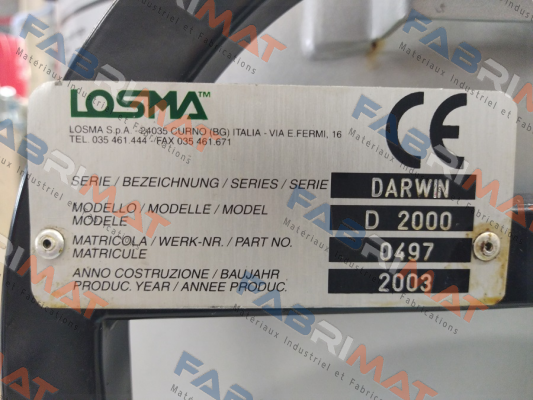 LOSMA™
CE
LOSMA S.p.A. - 24035 CURNO (BG) ITALIA - VIA E.FERMI, 16
TEL. 035 461.444 - FAX 035 461.671
SERIE / BEZEICHNUNG / SERIES / SERIE DARWIN
MODELLO / MODELLE / MODEL D 2000
MODELE
MATRICOLA / WERK-NR. / PART NO. 0497
MATRICULE
ANNO COSTRUZIONE / BAUJAHR 2003
PRODUC. YEAR / ANNEE PRODUC.
FABRIMAT
Materiaux Industriel et Fabrications